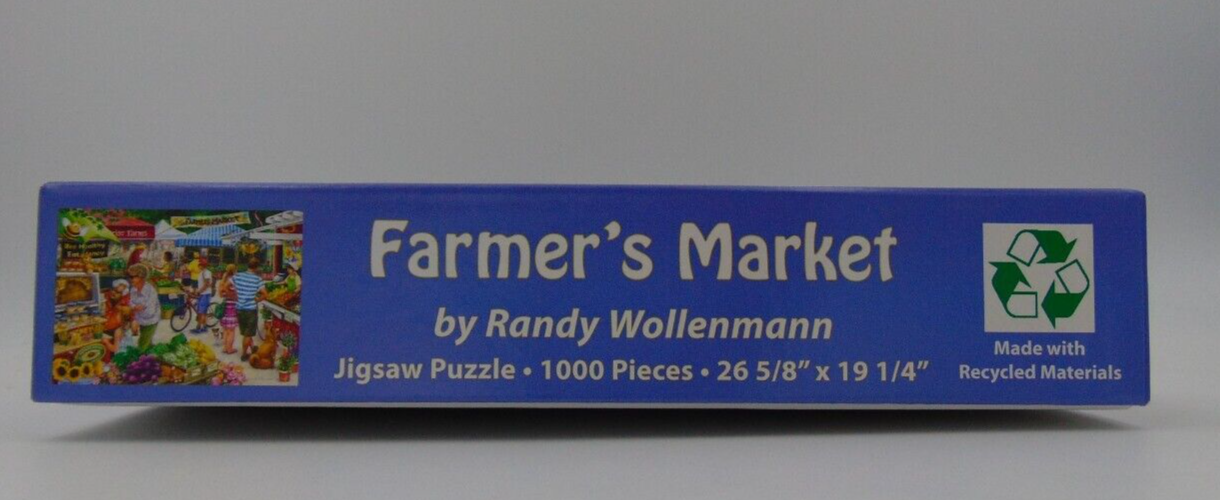 Farmer's Market
by Randy Wollenmann
Jigsaw Puzzle • 1000 Pieces • 26 5/8" x 19 1/4"
Made with
Recycled Materials